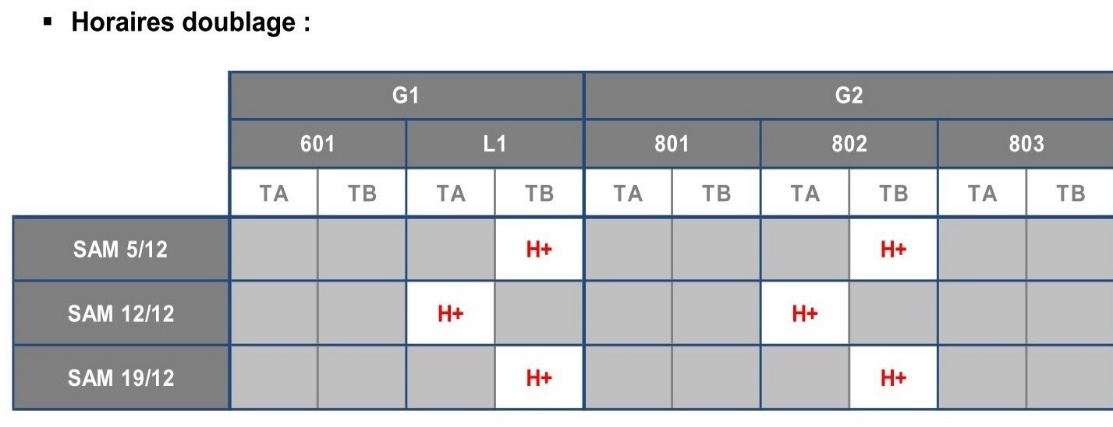 ▪ Horaires doublage :
G1 G2
601 L1 801 802 803
TA TB TA TB TA TB TA TB TA TB
SAM 5/12 H+ H+
SAM 12/12 H+ H+
SAM 19/12 H+ H+